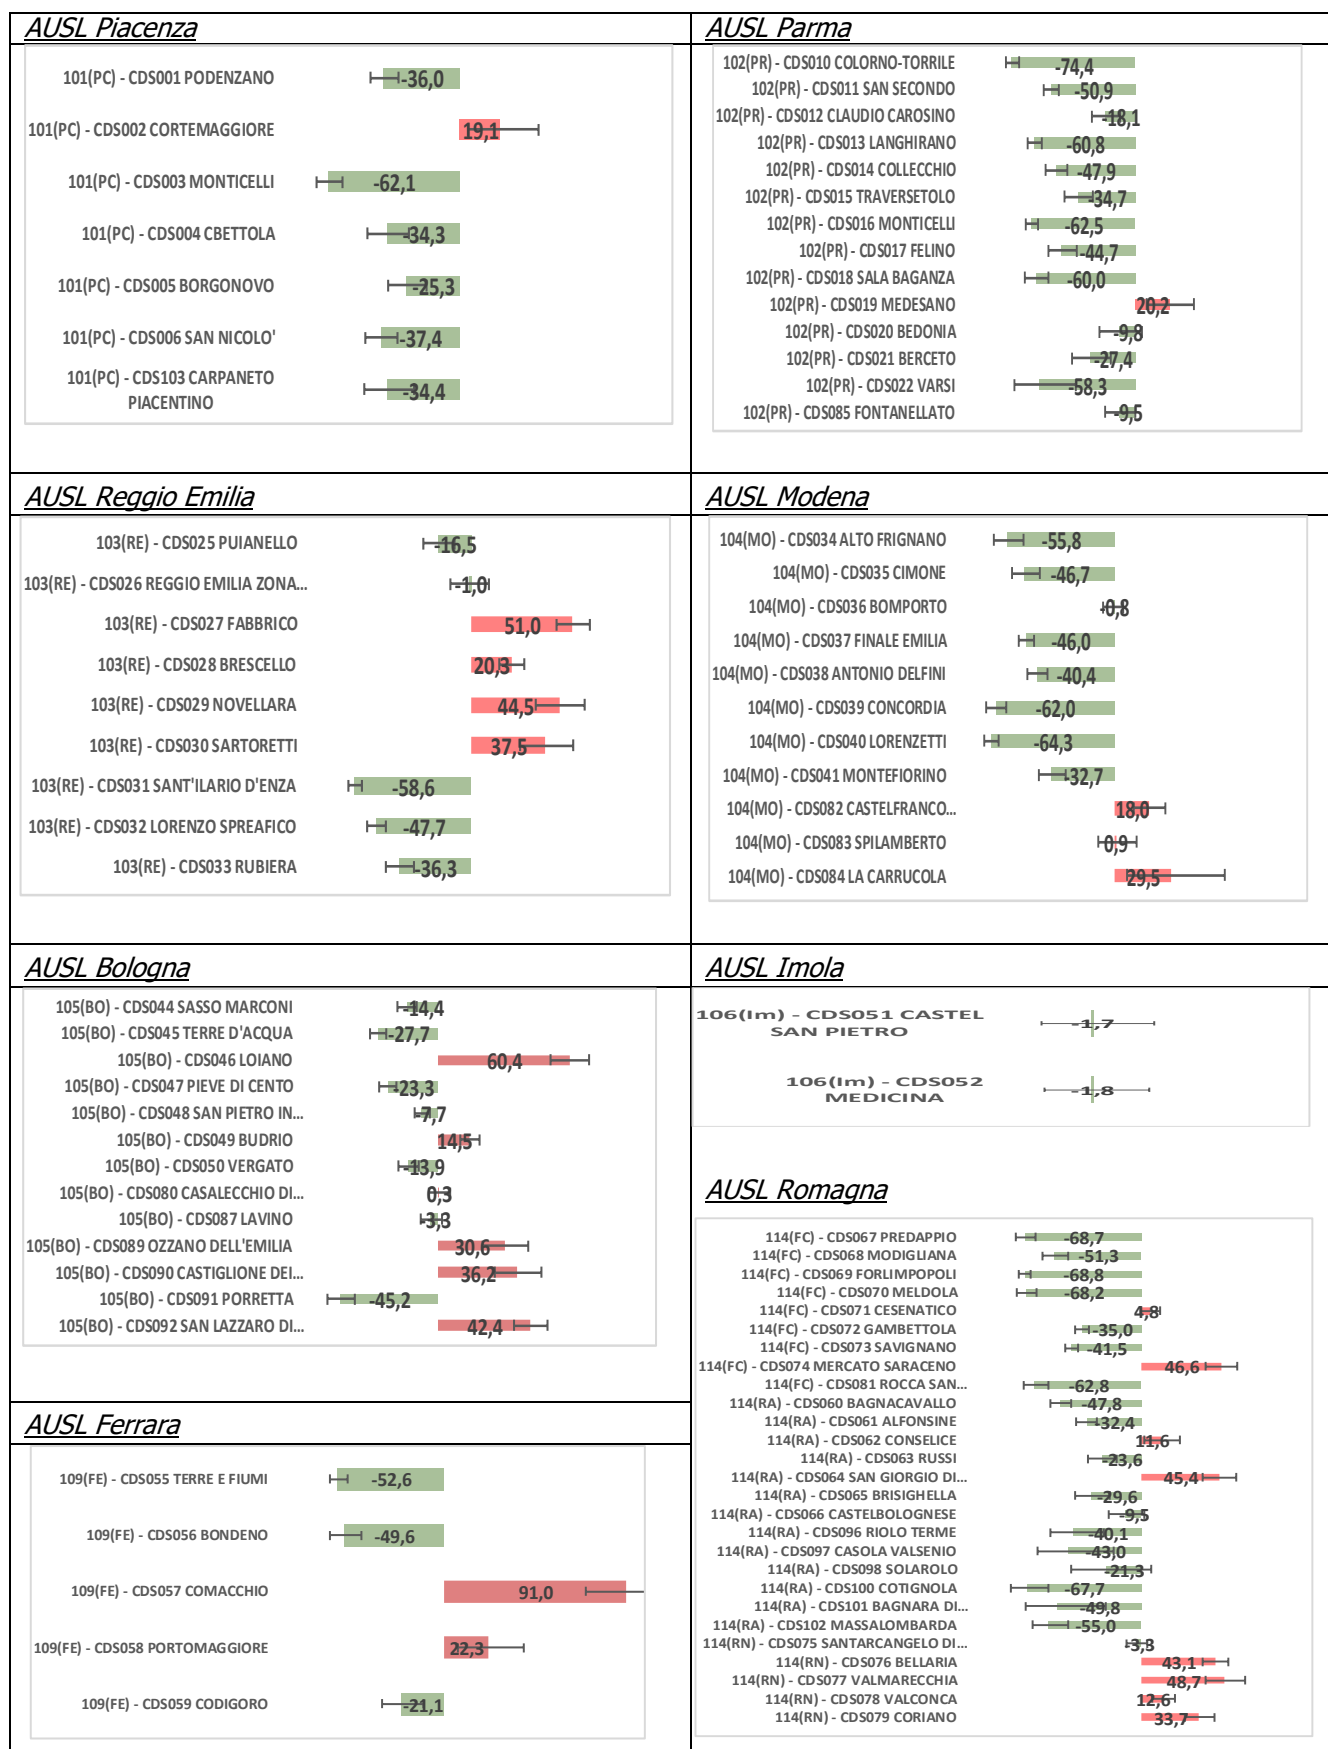 AUSL Piacenza
101(PC) - CDS001 PODENZANO -36,0
101(PC) - CDS002 CORTEMAGGIORE 19,1
101(PC) - CDS003 MONTICELLI -62,1
101(PC) - CDS004 CBETTOLA -34,3
101(PC) - CDS005 BORGONOVO -25,3
101(PC) - CDS006 SAN NICOLO' -37,4
101(PC) - CDS103 CARPANETO
PIACENTINO -34,4
AUSL Parma
102(PR) - CDS010 COLORNO-TORRILE -74,4
102(PR) - CDS011 SAN SECONDO -50,9
102(PR) - CDS012 CLAUDIO CAROSINO -18,1
102(PR) - CDS013 LANGHIRANO -60,8
102(PR) - CDS014 COLLECCHIO -47,9
102(PR) - CDS015 TRAVERSETOLO -34,7
102(PR) - CDS016 MONTICELLI -62,5
102(PR) - CDS017 FELINO -44,7
102(PR) - CDS018 SALA BAGANZA -60,0
102(PR) - CDS019 MEDESANO 20,2
102(PR) - CDS020 BEDONIA -9,8
102(PR) - CDS021 BERCETO -27,4
102(PR) - CDS022 VARSI -58,3
102(PR) - CDS085 FONTANELLATO -9,5
AUSL Reggio Emilia
103(RE) - CDS025 PUIANELLO -16,5
103(RE) - CDS026 REGGIO EMILIA ZONA... -1,0
103(RE) - CDS027 FABBRICO 51,0
103(RE) - CDS028 BRESCELLO 20,3
103(RE) - CDS029 NOVELLARA 44,5
103(RE) - CDS030 SARTORETTI 37,5
103(RE) - CDS031 SANT'ILARIO D'ENZA -58,6
103(RE) - CDS032 LORENZO SPREAFICO -47,7
103(RE) - CDS033 RUBIERA -36,3
AUSL Modena
104(MO) - CDS034 ALTO FRIGNANO -55,8
104(MO) - CDS035 CIMONE -46,7
104(MO) - CDS036 BOMPORTO 0,8
104(MO) - CDS037 FINALE EMILIA -46,0
104(MO) - CDS038 ANTONIO DELFINI -40,4
104(MO) - CDS039 CONCORDIA -62,0
104(MO) - CDS040 LORENZETTI -64,3
104(MO) - CDS041 MONTEFIORINO -32,7
104(MO) - CDS082 CASTELFRANCO... 18,0
104(MO) - CDS083 SPILAMBERTO 0,9
104(MO) - CDS084 LA CARRUCOLA 29,5
AUSL Bologna
105(BO) - CDS044 SASSO MARCONI -14,4
105(BO) - CDS045 TERRE D'ACQUA -27,7
105(BO) - CDS046 LOIANO 60,4
105(BO) - CDS047 PIEVE DI CENTO -23,3
105(BO) - CDS048 SAN PIETRO IN... -7,7
105(BO) - CDS049 BUDRIO 14,5
105(BO) - CDS050 VERGATO -13,9
105(BO) - CDS080 CASALECCHIO DI... 0,3
105(BO) - CDS087 LAVINO -3,3
105(BO) - CDS089 OZZANO DELL'EMILIA 30,6
105(BO) - CDS090 CASTIGLIONE DEI... 36,2
105(BO) - CDS091 PORRETTA -45,2
105(BO) - CDS092 SAN LAZZARO DI... 42,4
AUSL Imola
106(Im) - CDS051 CASTEL
SAN PIETRO -1,7
106(Im) - CDS052
MEDICINA -1,8
AUSL Ferrara
109(FE) - CDS055 TERRE E FIUMI -52,6
109(FE) - CDS056 BONDENO -49,6
109(FE) - CDS057 COMACCHIO 91,0
109(FE) - CDS058 PORTOMAGGIORE 22,3
109(FE) - CDS059 CODIGORO -21,1
AUSL Romagna
114(FC) - CDS067 PREDAPPIO -68,7
114(FC) - CDS068 MODIGLIANA -51,3
114(FC) - CDS069 FORLIMPOPOLI -68,8
114(FC) - CDS070 MELDOLA -68,2
114(FC) - CDS071 CESENATICO 4,8
114(FC) - CDS072 GAMBETTOLA -35,0
114(FC) - CDS073 SAVIGNANO -41,5
114(FC) - CDS074 MERCATO SARACENO 46,6
114(FC) - CDS081 ROCCA SAN... -62,8
114(RA) - CDS060 BAGNACAVALLO -47,8
114(RA) - CDS061 ALFONSINE -32,4
114(RA) - CDS062 CONSELICE 11,6
114(RA) - CDS063 RUSSI -23,6
114(RA) - CDS064 SAN GIORGIO DI... 45,4
114(RA) - CDS065 BRISIGHELLA -29,6
114(RA) - CDS066 CASTELBOLOGNESE -9,5
114(RA) - CDS096 RIOLO TERME -40,1
114(RA) - CDS097 CASOLA VALSENIO -43,0
114(RA) - CDS098 SOLAROLO -21,3
114(RA) - CDS100 COTIGNOLA -67,7
114(RA) - CDS101 BAGNARA DI... -49,8
114(RA) - CDS102 MASSALOMBARDA -55,0
114(RN) - CDS075 SANTARCANGELO DI... -3,3
114(RN) - CDS076 BELLARIA 43,1
114(RN) - CDS077 VALMARECCHIA 48,7
114(RN) - CDS078 VALCONCA 12,6
114(RN) - CDS079 CORIANO 33,7